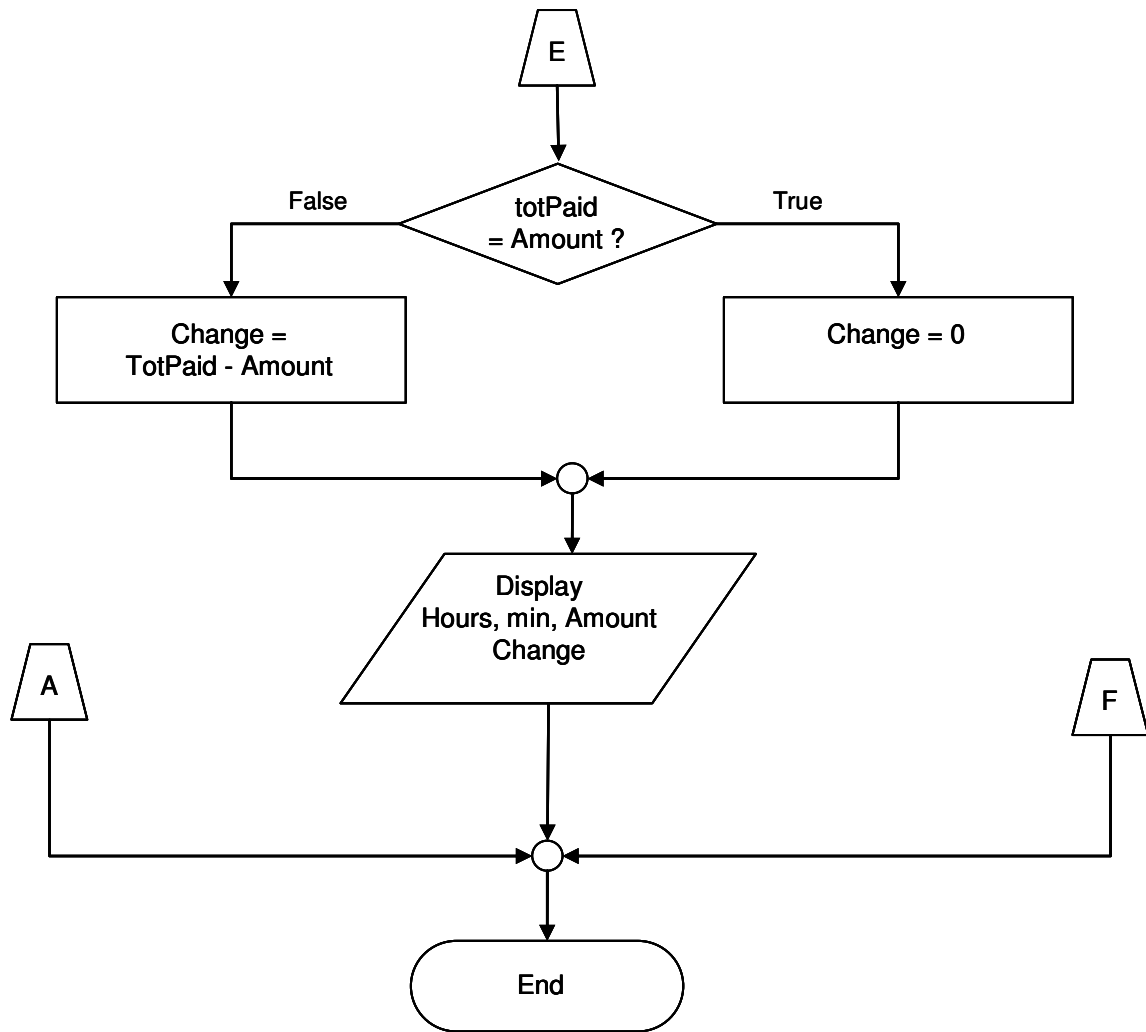 E
False
True
totPaid
= Amount ?
Change =
TotPaid - Amount
Change = 0
Display
Hours, min, Amount
Change
A
F
End